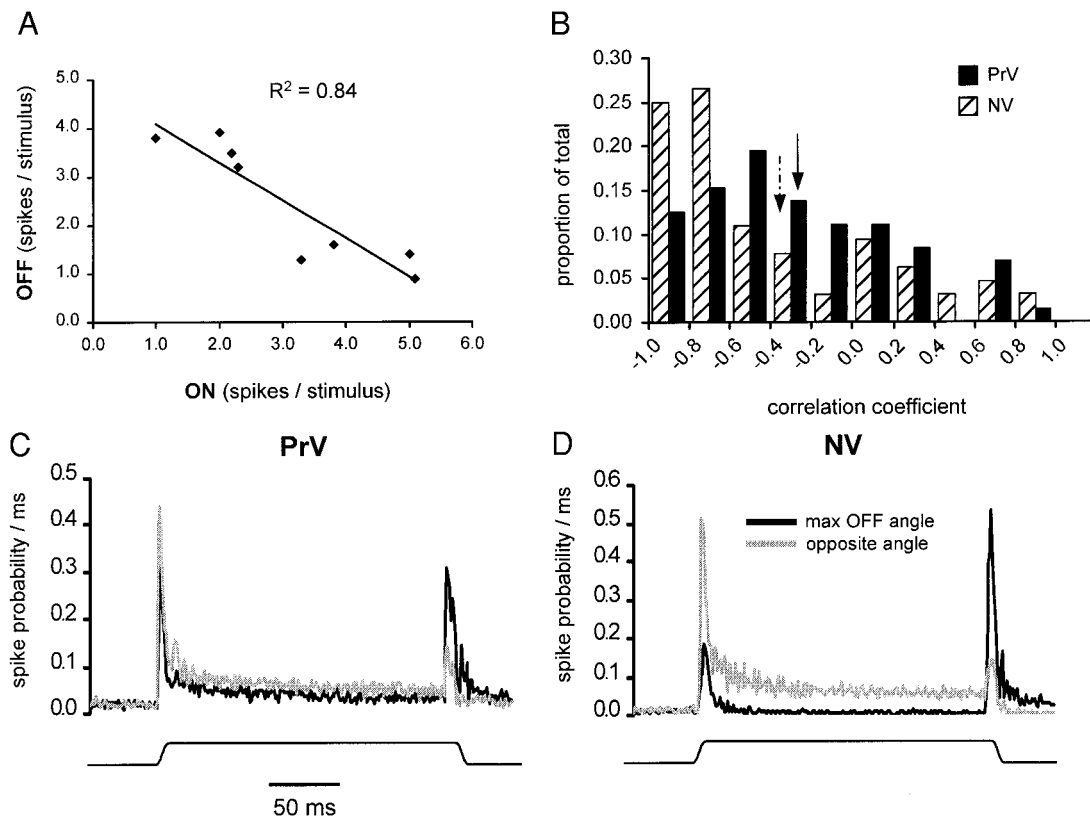 A
R² = 0.84
OFF (spikes / stimulus)
5.0
4.0
3.0
2.0
1.0
0.0
0.0 1.0 2.0 3.0 4.0 5.0 6.0
ON (spikes / stimulus)
B
PrV
NV
proportion of total
0.30
0.25
0.20
0.15
0.10
0.05
0.00
-1.0 -0.8 -0.6 -0.4 -0.2 0.0 0.2 0.4 0.6 0.8 1.0
correlation coefficient
C
PrV
spike probability / ms
0.5
0.4
0.3
0.2
0.1
0.0
50 ms
D
NV
spike probability / ms
0.6
0.5
0.4
0.3
0.2
0.1
0.0
max OFF angle
opposite angle